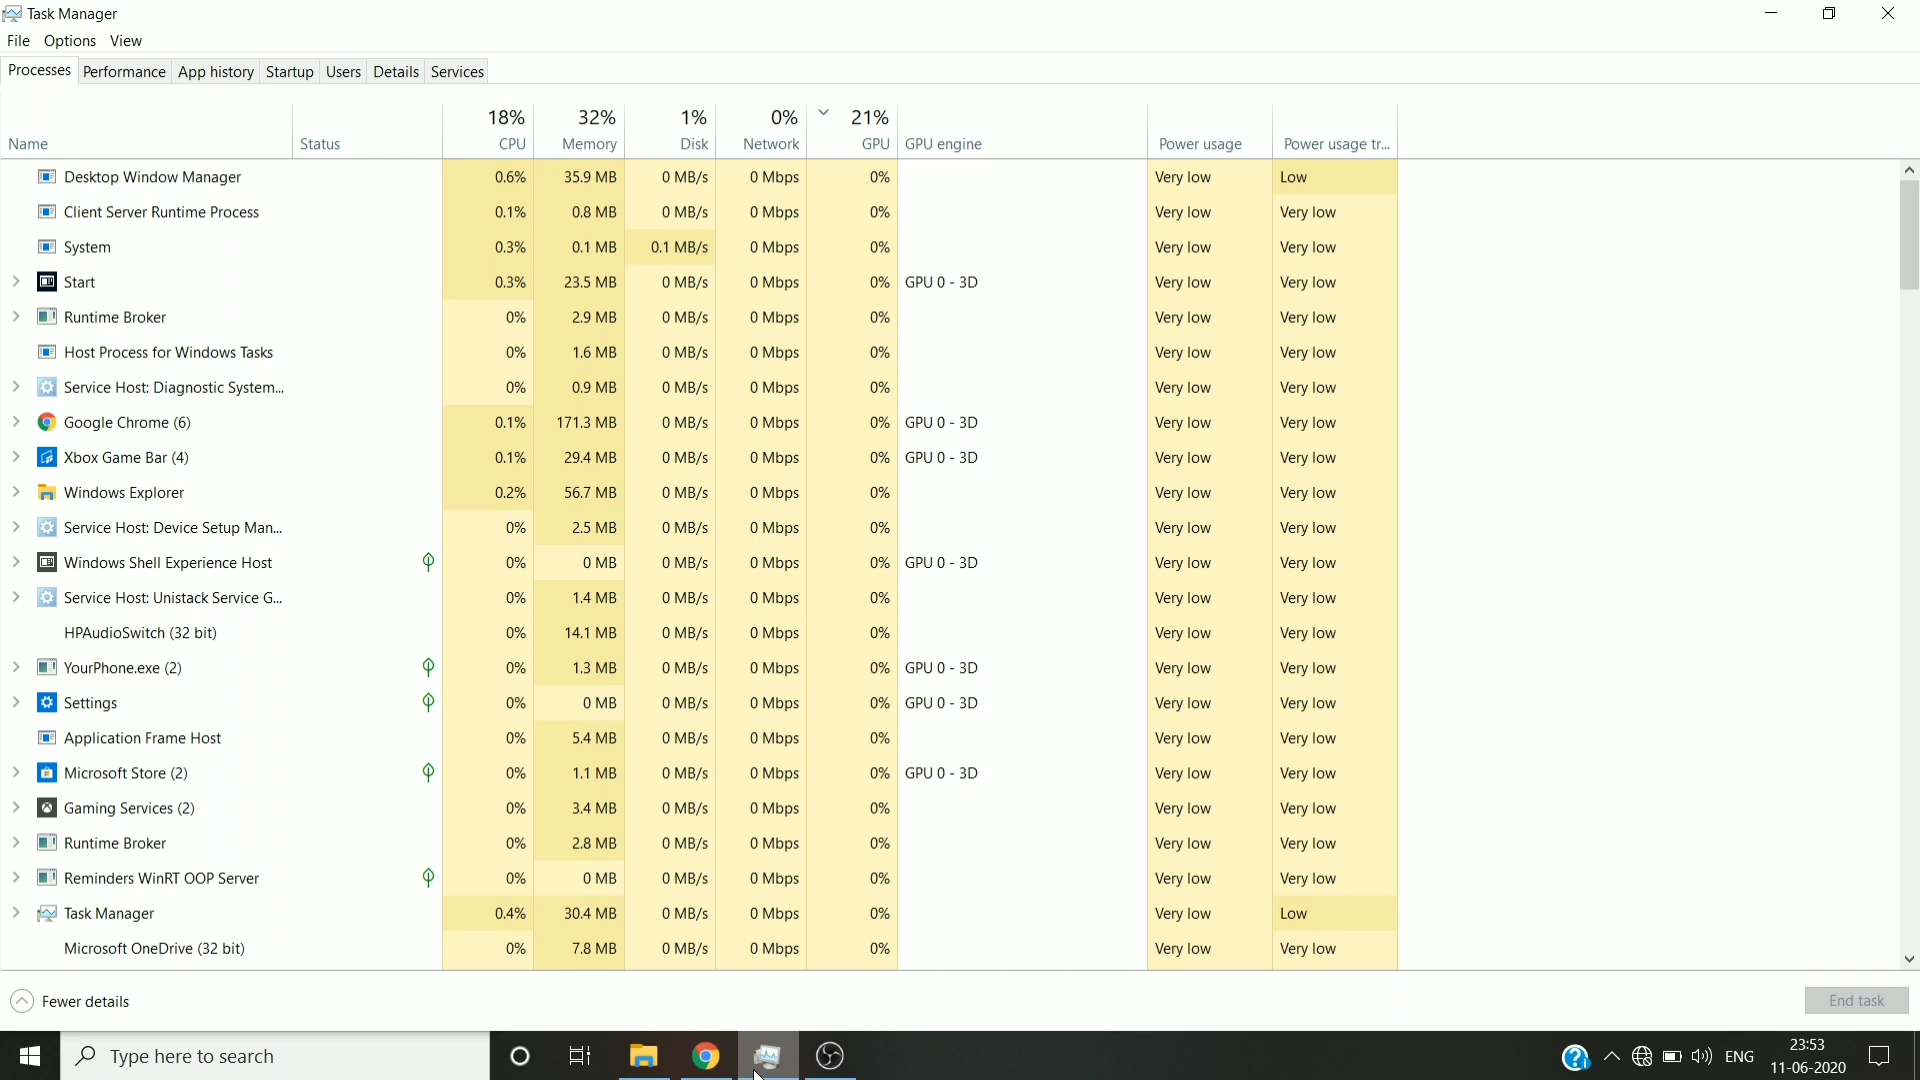 Task Manager
File Options View
Processes Performance App history Startup Users Details Services
18% 32% 1% 0% 21%
Name Status CPU Memory Disk Network GPU GPU engine Power usage Power usage tr...
Desktop Window Manager 0.6% 35.9 MB 0 MB/s 0 Mbps 0% Very low Low
Client Server Runtime Process 0.1% 0.8 MB 0 MB/s 0 Mbps 0% Very low Very low
System 0.3% 0.1 MB 0.1 MB/s 0 Mbps 0% Very low Very low
Start 0.3% 23.5 MB 0 MB/s 0 Mbps 0% GPU 0 - 3D Very low Very low
Runtime Broker 0% 2.9 MB 0 MB/s 0 Mbps 0% Very low Very low
Host Process for Windows Tasks 0% 1.6 MB 0 MB/s 0 Mbps 0% Very low Very low
Service Host: Diagnostic System... 0% 0.9 MB 0 MB/s 0 Mbps 0% Very low Very low
Google Chrome (6) 0.1% 171.3 MB 0 MB/s 0 Mbps 0% GPU 0 - 3D Very low Very low
Xbox Game Bar (4) 0.1% 29.4 MB 0 MB/s 0 Mbps 0% GPU 0 - 3D Very low Very low
Windows Explorer 0.2% 56.7 MB 0 MB/s 0 Mbps 0% Very low Very low
Service Host: Device Setup Man... 0% 2.5 MB 0 MB/s 0 Mbps 0% Very low Very low
Windows Shell Experience Host 0% 0 MB 0 MB/s 0 Mbps 0% GPU 0 - 3D Very low Very low
Service Host: Unistack Service G... 0% 1.4 MB 0 MB/s 0 Mbps 0% Very low Very low
HPAudioSwitch (32 bit) 0% 14.1 MB 0 MB/s 0 Mbps 0% Very low Very low
YourPhone.exe (2) 0% 1.3 MB 0 MB/s 0 Mbps 0% GPU 0 - 3D Very low Very low
Settings 0% 0 MB 0 MB/s 0 Mbps 0% GPU 0 - 3D Very low Very low
Application Frame Host 0% 5.4 MB 0 MB/s 0 Mbps 0% Very low Very low
Microsoft Store (2) 0% 1.1 MB 0 MB/s 0 Mbps 0% GPU 0 - 3D Very low Very low
Gaming Services (2) 0% 3.4 MB 0 MB/s 0 Mbps 0% Very low Very low
Runtime Broker 0% 2.8 MB 0 MB/s 0 Mbps 0% Very low Very low
Reminders WinRT OOP Server 0% 0 MB 0 MB/s 0 Mbps 0% Very low Very low
Task Manager 0.4% 30.4 MB 0 MB/s 0 Mbps 0% Very low Low
Microsoft OneDrive (32 bit) 0% 7.8 MB 0 MB/s 0 Mbps 0% Very low Very low
Fewer details End task
Type here to search ENG 23:53
11-06-2020